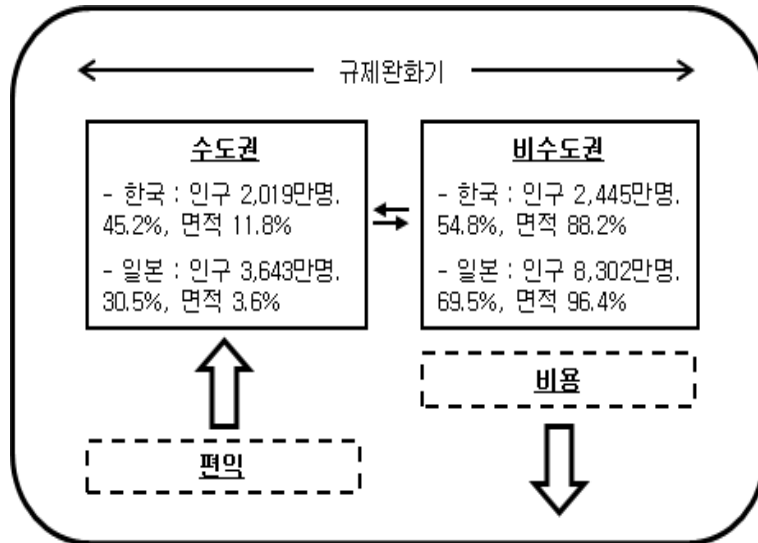 규제완화기
수도권
- 한국 : 인구 2,019만명.
45.2%, 면적 11.8%
- 일본 : 인구 3,643만명.
30.5%, 면적 3.6%
비수도권
- 한국 : 인구 2,445만명.
54.8%, 면적 88.2%
- 일본 : 인구 8,302만명.
69.5%, 면적 96.4%
비용
편익